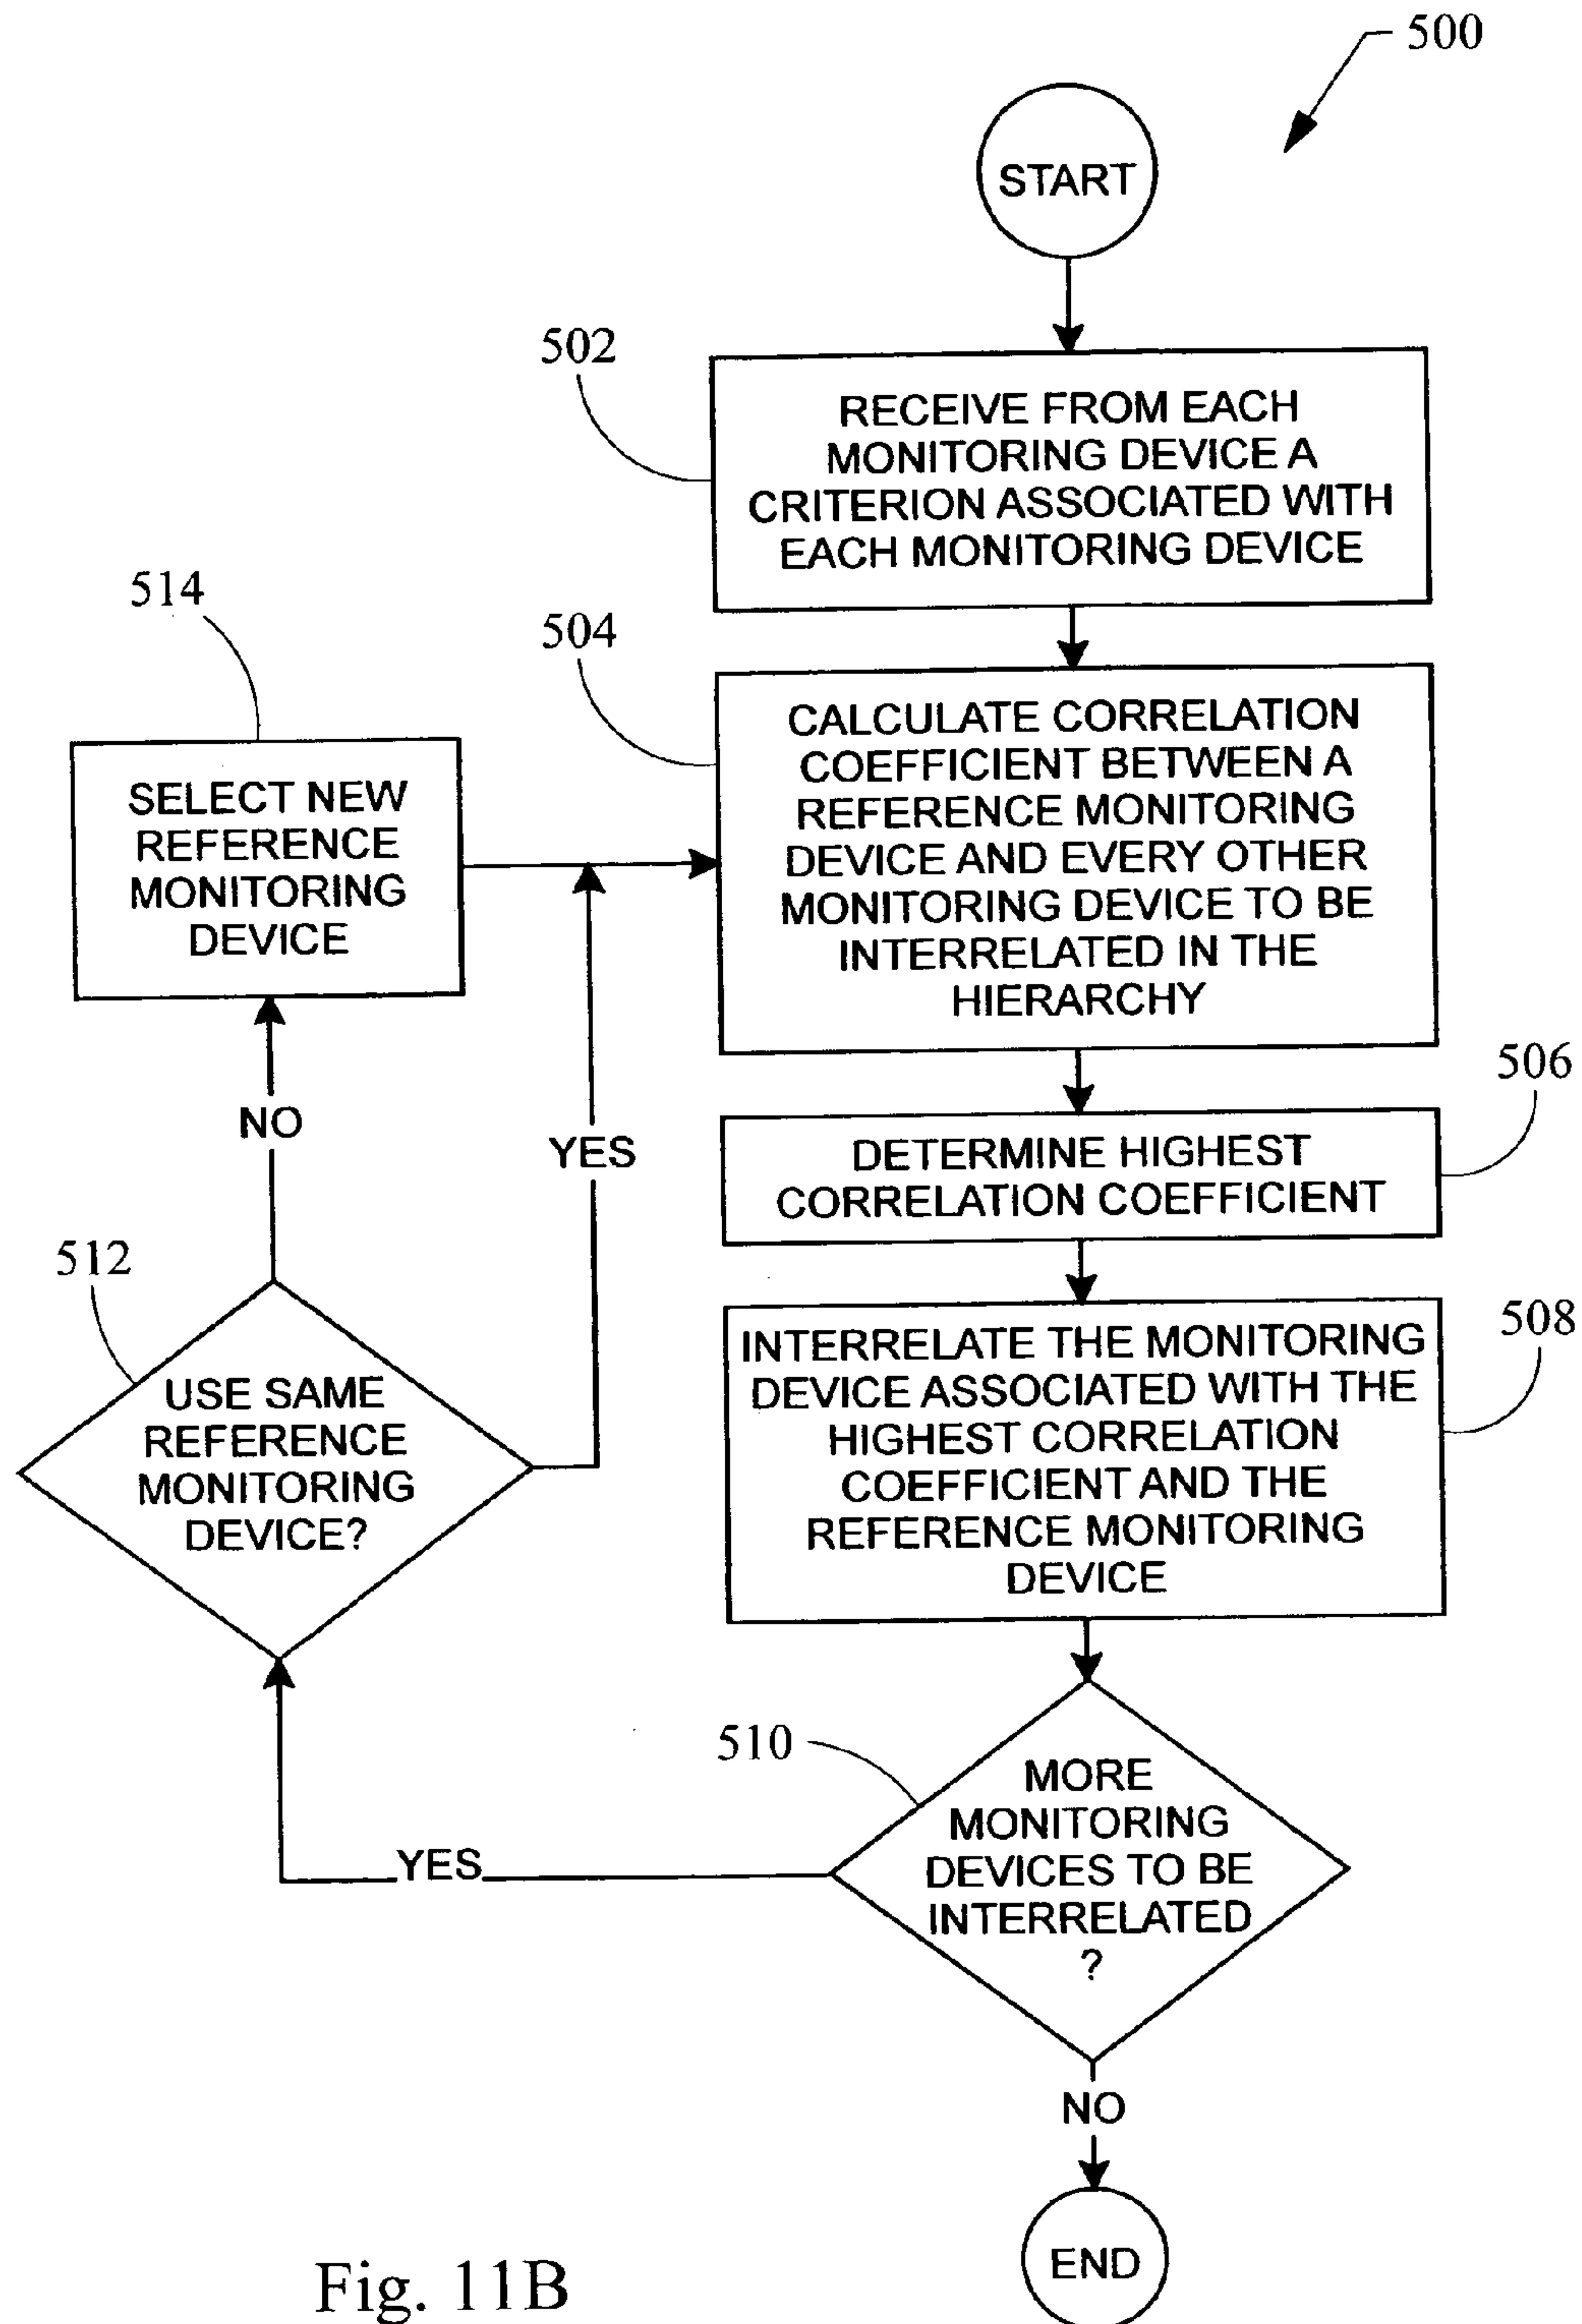 500
START
502
RECEIVE FROM EACH
MONITORING DEVICE A
CRITERION ASSOCIATED WITH
EACH MONITORING DEVICE
514
504
CALCULATE CORRELATION
COEFFICIENT BETWEEN A
REFERENCE MONITORING
DEVICE AND EVERY OTHER
MONITORING DEVICE TO BE
INTERRELATED IN THE
HIERARCHY
SELECT NEW
REFERENCE
MONITORING
DEVICE
506
NO
YES
DETERMINE HIGHEST
CORRELATION COEFFICIENT
512
508
INTERRELATE THE MONITORING
DEVICE ASSOCIATED WITH THE
HIGHEST CORRELATION
COEFFICIENT AND THE
REFERENCE MONITORING
DEVICE
USE SAME
REFERENCE
MONITORING
DEVICE?
510
MORE
MONITORING
DEVICES TO BE
INTERRELATED
?
YES
NO
END
Fig. 11B